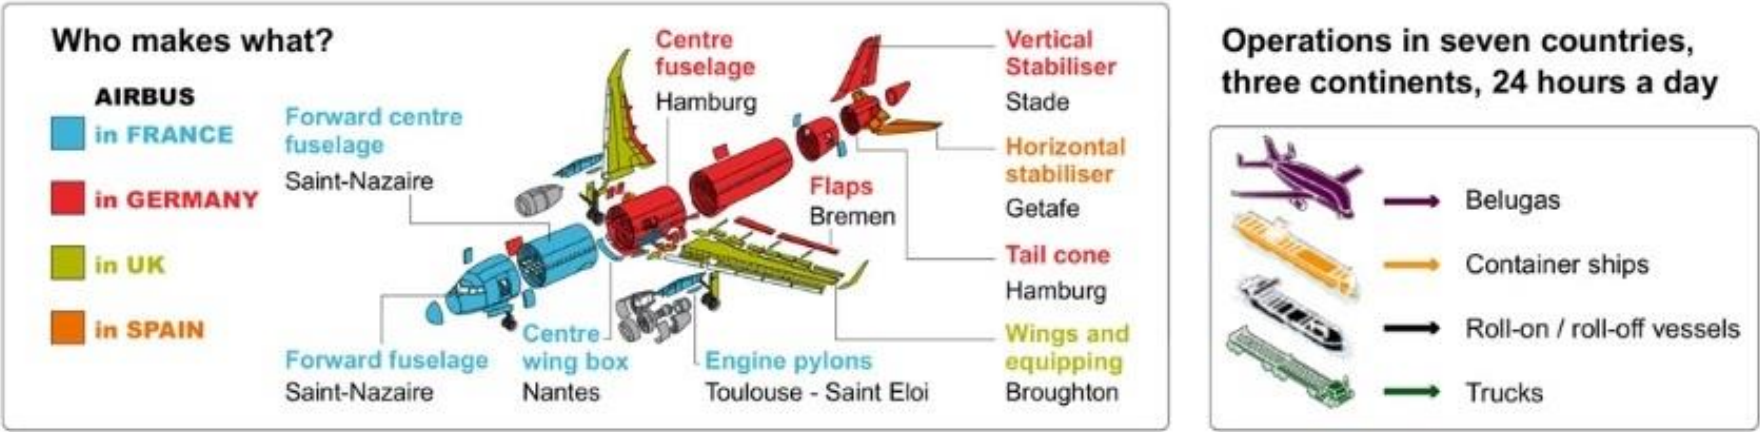 Who makes what?
AIRBUS
in FRANCE
in GERMANY
in UK
in SPAIN
Forward centre
fuselage
Saint-Nazaire
Centre
fuselage
Hamburg
Vertical
Stabiliser
Stade
Horizontal
stabiliser
Getafe
Flaps
Bremen
Tail cone
Hamburg
Forward fuselage
Saint-Nazaire
Centre
wing box
Nantes
Engine pylons
Toulouse - Saint Eloi
Wings and
equipping
Broughton
Operations in seven countries,
three continents, 24 hours a day
Belugas
Container ships
Roll-on / roll-off vessels
Trucks